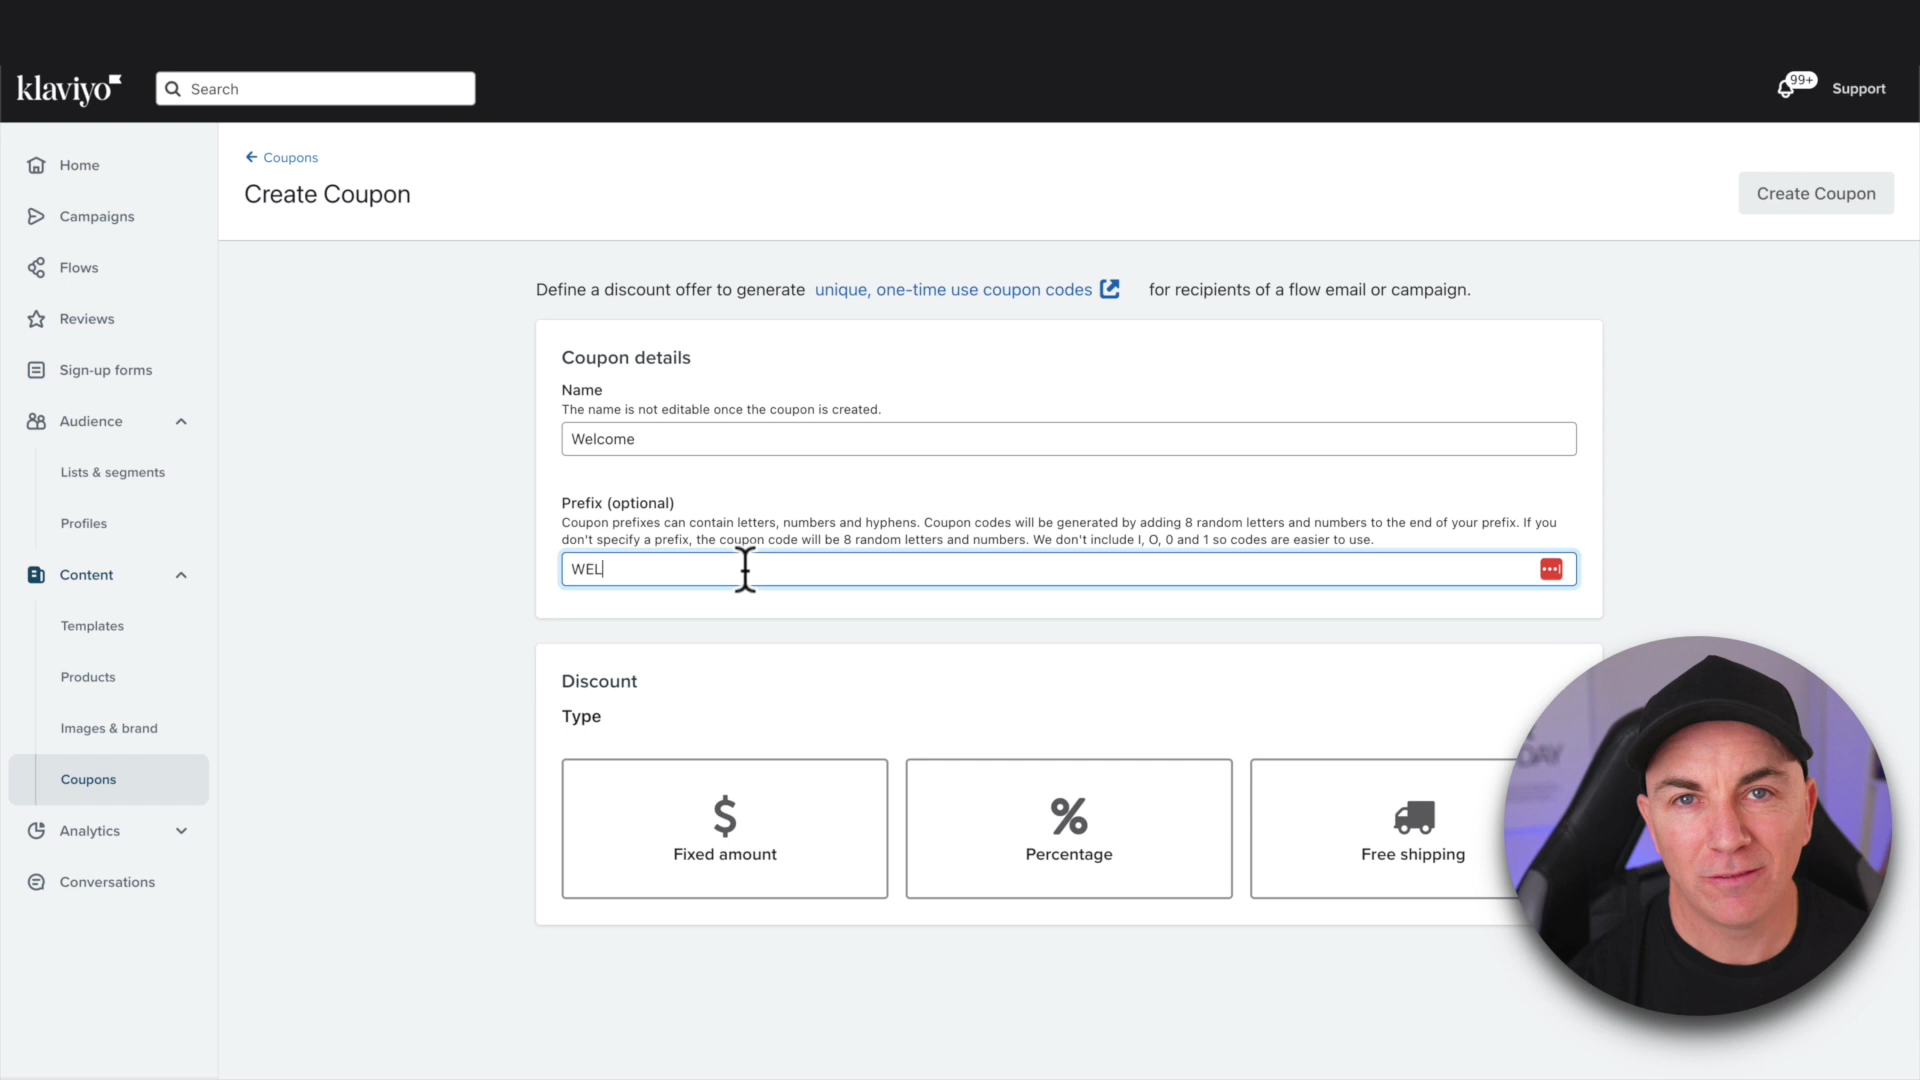 klaviyo
Search
99+
Support
Home
Campaigns
Flows
Reviews
Sign-up forms
Audience
Lists & segments
Profiles
Content
Templates
Products
Images & brand
Coupons
Analytics
Conversations
Coupons
Create Coupon
Create Coupon
Define a discount offer to generate unique, one-time use coupon codes for recipients of a flow email or campaign.
Coupon details
Name
The name is not editable once the coupon is created.
Welcome
Prefix (optional)
Coupon prefixes can contain letters, numbers and hyphens. Coupon codes will be generated by adding 8 random letters and numbers to the end of your prefix. If you
don't specify a prefix, the coupon code will be 8 random letters and numbers. We don't include I, O, 0 and 1 so codes are easier to use.
WEL
Discount
Type
$
Fixed amount
%
Percentage
Free shipping
DAY